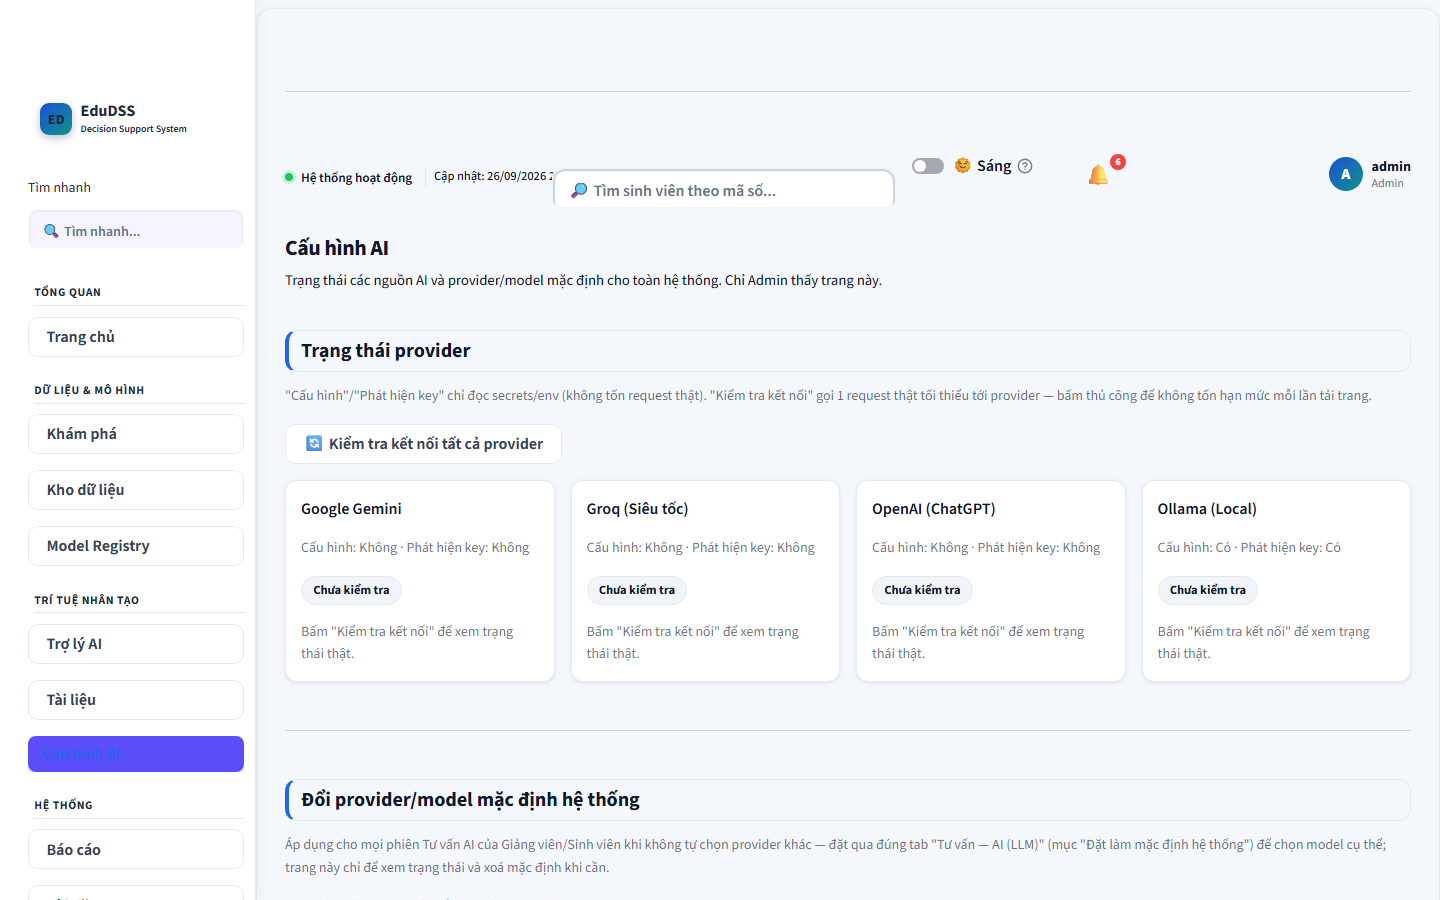 ED
EduDSS
Decision Support System
Tìm nhanh
Tìm nhanh...
TỔNG QUAN
Trang chủ
DỮ LIỆU & MÔ HÌNH
Khám phá
Kho dữ liệu
Model Registry
TRÍ TUỆ NHÂN TẠO
Trợ lý AI
Tài liệu
Cấu hình AI
HỆ THỐNG
Báo cáo
Hệ thống hoạt động
Cập nhật: 26/09/2026
Tìm sinh viên theo mã số...
Sáng
6
A
admin
Admin
Cấu hình AI
Trạng thái các nguồn AI và provider/model mặc định cho toàn hệ thống. Chỉ Admin thấy trang này.
Trạng thái provider
"Cấu hình"/"Phát hiện key" chỉ đọc secrets/env (không tốn request thật). "Kiểm tra kết nối" gọi 1 request thật tối thiểu tới provider — bấm thủ công để không tốn hạn mức mỗi lần tải trang.
Kiểm tra kết nối tất cả provider
Google Gemini
Cấu hình: Không · Phát hiện key: Không
Chưa kiểm tra
Bấm "Kiểm tra kết nối" để xem trạng
thái thật.
Groq (Siêu tốc)
Cấu hình: Không · Phát hiện key: Không
Chưa kiểm tra
Bấm "Kiểm tra kết nối" để xem trạng
thái thật.
OpenAI (ChatGPT)
Cấu hình: Không · Phát hiện key: Không
Chưa kiểm tra
Bấm "Kiểm tra kết nối" để xem trạng
thái thật.
Ollama (Local)
Cấu hình: Có · Phát hiện key: Có
Chưa kiểm tra
Bấm "Kiểm tra kết nối" để xem trạng
thái thật.
Đổi provider/model mặc định hệ thống
Áp dụng cho mọi phiên Tư vấn AI của Giảng viên/Sinh viên khi không tự chọn provider khác — đặt qua đúng tab "Tư vấn — AI (LLM)" (mục "Đặt làm mặc định hệ thống") để chọn model cụ thể;
trang này chỉ để xem trạng thái và xoá mặc định khi cần.